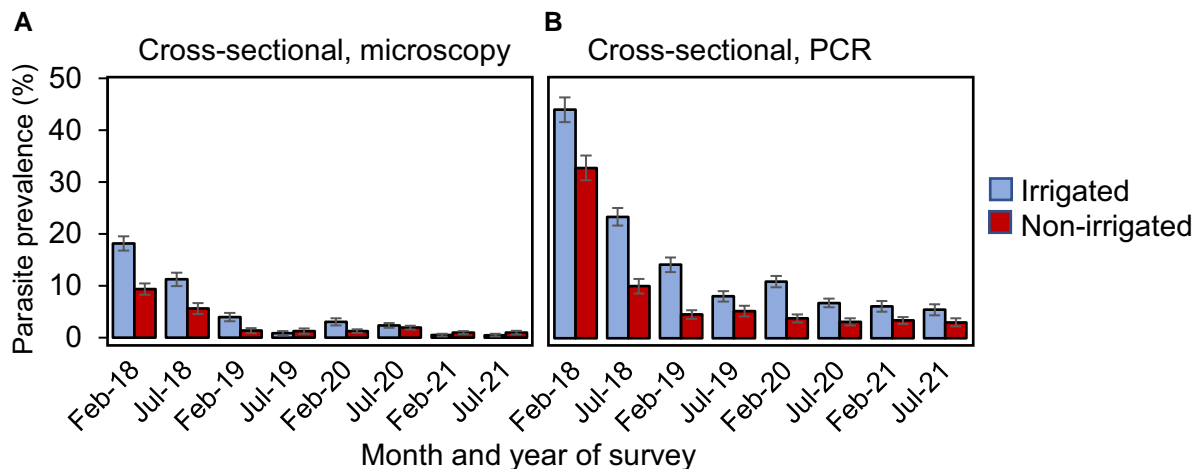 A
B
Cross-sectional, microscopy
Cross-sectional, PCR
Parasite prevalence (%)
50
40
30
20
10
0
Feb-18
Jul-18
Feb-19
Jul-19
Feb-20
Jul-20
Feb-21
Jul-21
Feb-18
Jul-18
Feb-19
Jul-19
Feb-20
Jul-20
Feb-21
Jul-21
Month and year of survey
Irrigated
Non-irrigated